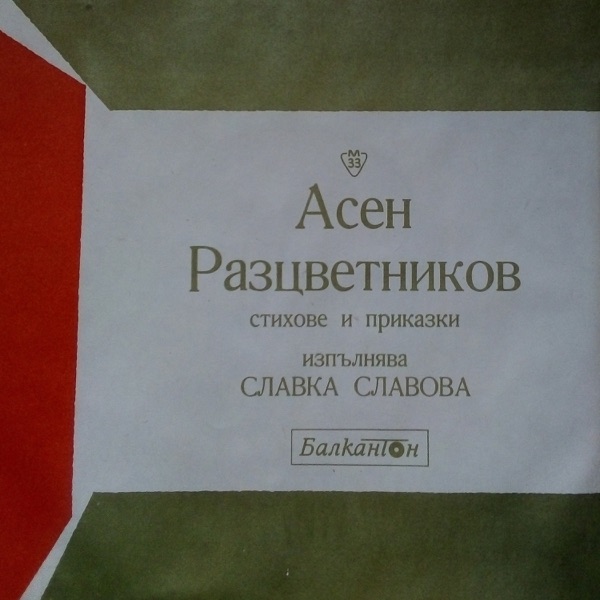 М
33
Асен
Разцветников
стихове и приказки
изпълнява
СЛАВКА СЛАВОВА
Балкантон